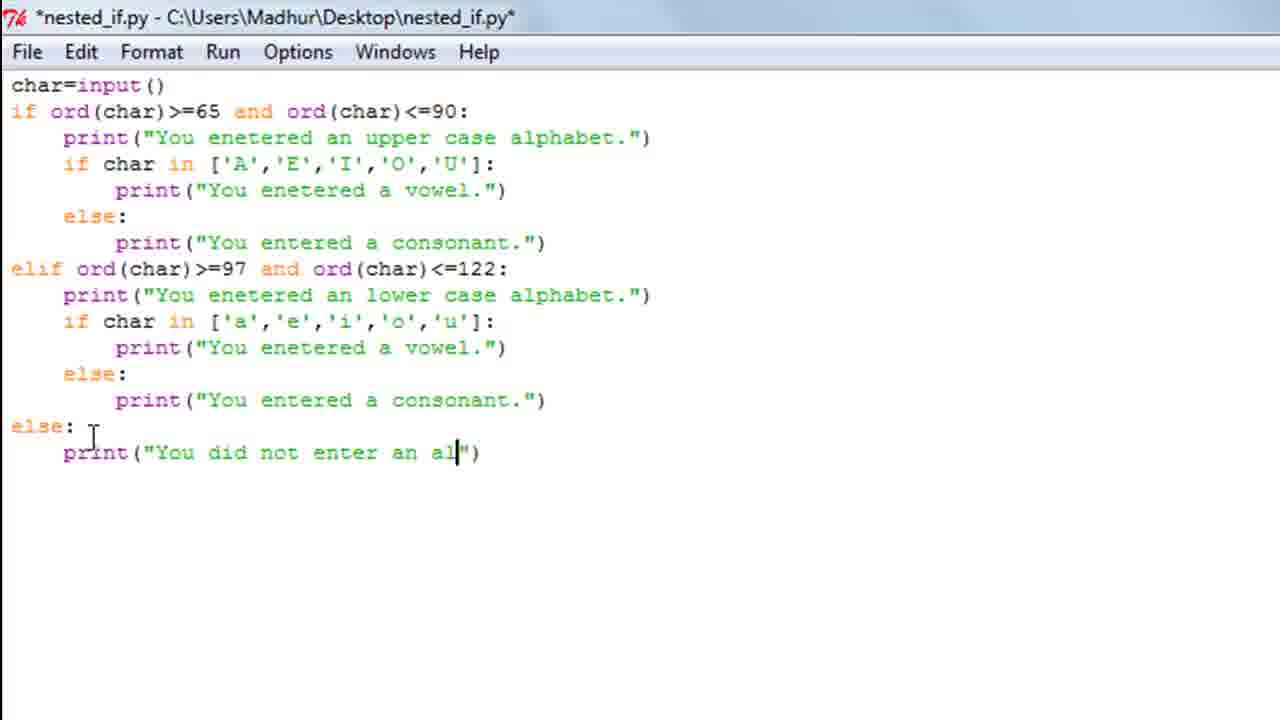 *nested_if.py - C:\Users\Madhur\Desktop\nested_if.py*
File Edit Format Run Options Windows Help
char=input()
if ord(char)>=65 and ord(char)<=90:
    print("You enetered an upper case alphabet.")
    if char in ['A','E','I','O','U']:
        print("You enetered a vowel.")
    else:
        print("You entered a consonant.")
elif ord(char)>=97 and ord(char)<=122:
    print("You enetered an lower case alphabet.")
    if char in ['a','e','i','o','u']:
        print("You enetered a vowel.")
    else:
        print("You entered a consonant.")
else:
    print("You did not enter an al")